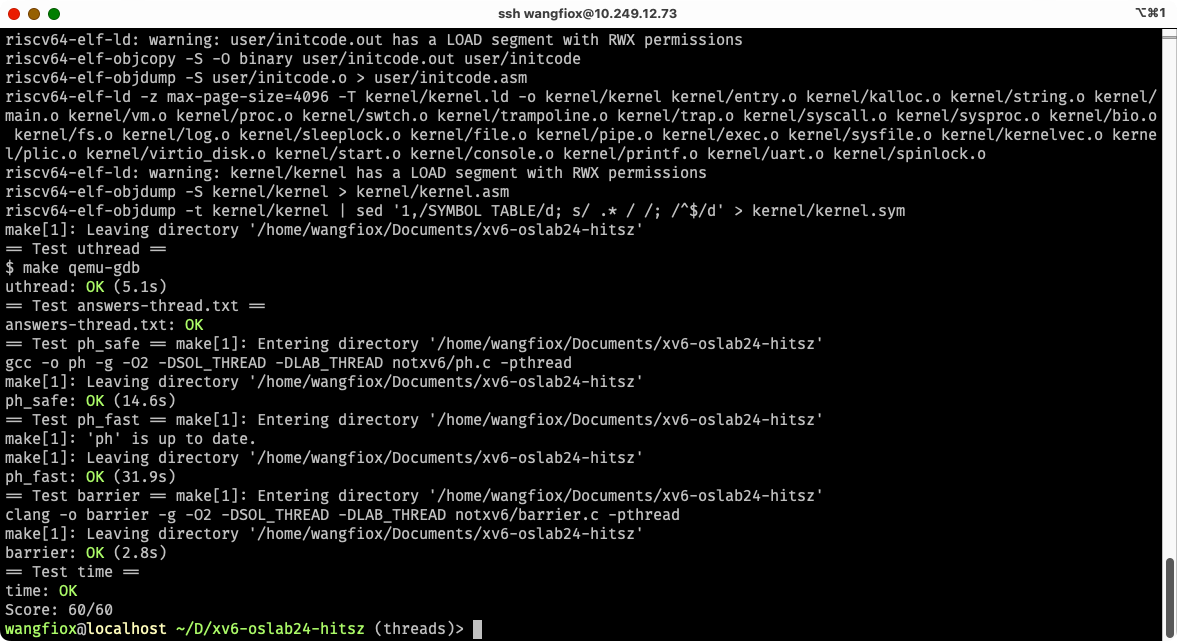 ssh wangfiox@10.249.12.73
⌥⌘1
riscv64-elf-ld: warning: user/initcode.out has a LOAD segment with RWX permissions
riscv64-elf-objcopy -S -O binary user/initcode.out user/initcode
riscv64-elf-objdump -S user/initcode.o > user/initcode.asm
riscv64-elf-ld -z max-page-size=4096 -T kernel/kernel.ld -o kernel/kernel kernel/entry.o kernel/kalloc.o kernel/string.o kernel/
main.o kernel/vm.o kernel/proc.o kernel/swtch.o kernel/trampoline.o kernel/trap.o kernel/syscall.o kernel/sysproc.o kernel/bio.o
 kernel/fs.o kernel/log.o kernel/sleeplock.o kernel/file.o kernel/pipe.o kernel/exec.o kernel/sysfile.o kernel/kernelvec.o kerne
l/plic.o kernel/virtio_disk.o kernel/start.o kernel/console.o kernel/printf.o kernel/uart.o kernel/spinlock.o
riscv64-elf-ld: warning: kernel/kernel has a LOAD segment with RWX permissions
riscv64-elf-objdump -S kernel/kernel > kernel/kernel.asm
riscv64-elf-objdump -t kernel/kernel | sed '1,/SYMBOL TABLE/d; s/ .* / /; /^$/d' > kernel/kernel.sym
make[1]: Leaving directory '/home/wangfiox/Documents/xv6-oslab24-hitsz'
== Test uthread ==
$ make qemu-gdb
uthread: OK (5.1s)
== Test answers-thread.txt ==
answers-thread.txt: OK
== Test ph_safe == make[1]: Entering directory '/home/wangfiox/Documents/xv6-oslab24-hitsz'
gcc -o ph -g -O2 -DSOL_THREAD -DLAB_THREAD notxv6/ph.c -pthread
make[1]: Leaving directory '/home/wangfiox/Documents/xv6-oslab24-hitsz'
ph_safe: OK (14.6s)
== Test ph_fast == make[1]: Entering directory '/home/wangfiox/Documents/xv6-oslab24-hitsz'
make[1]: 'ph' is up to date.
make[1]: Leaving directory '/home/wangfiox/Documents/xv6-oslab24-hitsz'
ph_fast: OK (31.9s)
== Test barrier == make[1]: Entering directory '/home/wangfiox/Documents/xv6-oslab24-hitsz'
clang -o barrier -g -O2 -DSOL_THREAD -DLAB_THREAD notxv6/barrier.c -pthread
make[1]: Leaving directory '/home/wangfiox/Documents/xv6-oslab24-hitsz'
barrier: OK (2.8s)
== Test time ==
time: OK
Score: 60/60
wangfiox@localhost ~/D/xv6-oslab24-hitsz (threads)>